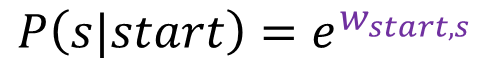 P(s|start) = e^{w_{start,s}}